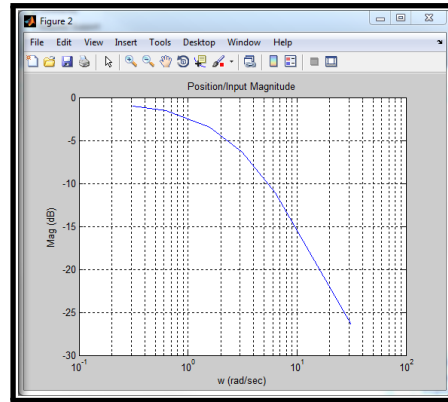 Figure 2
File Edit View Insert Tools Desktop Window Help
Position/Input Magnitude
0
-5
-10
-15
-20
-25
-30
Mag (dB)
10^-1 10^0 10^1 10^2
w (rad/sec)